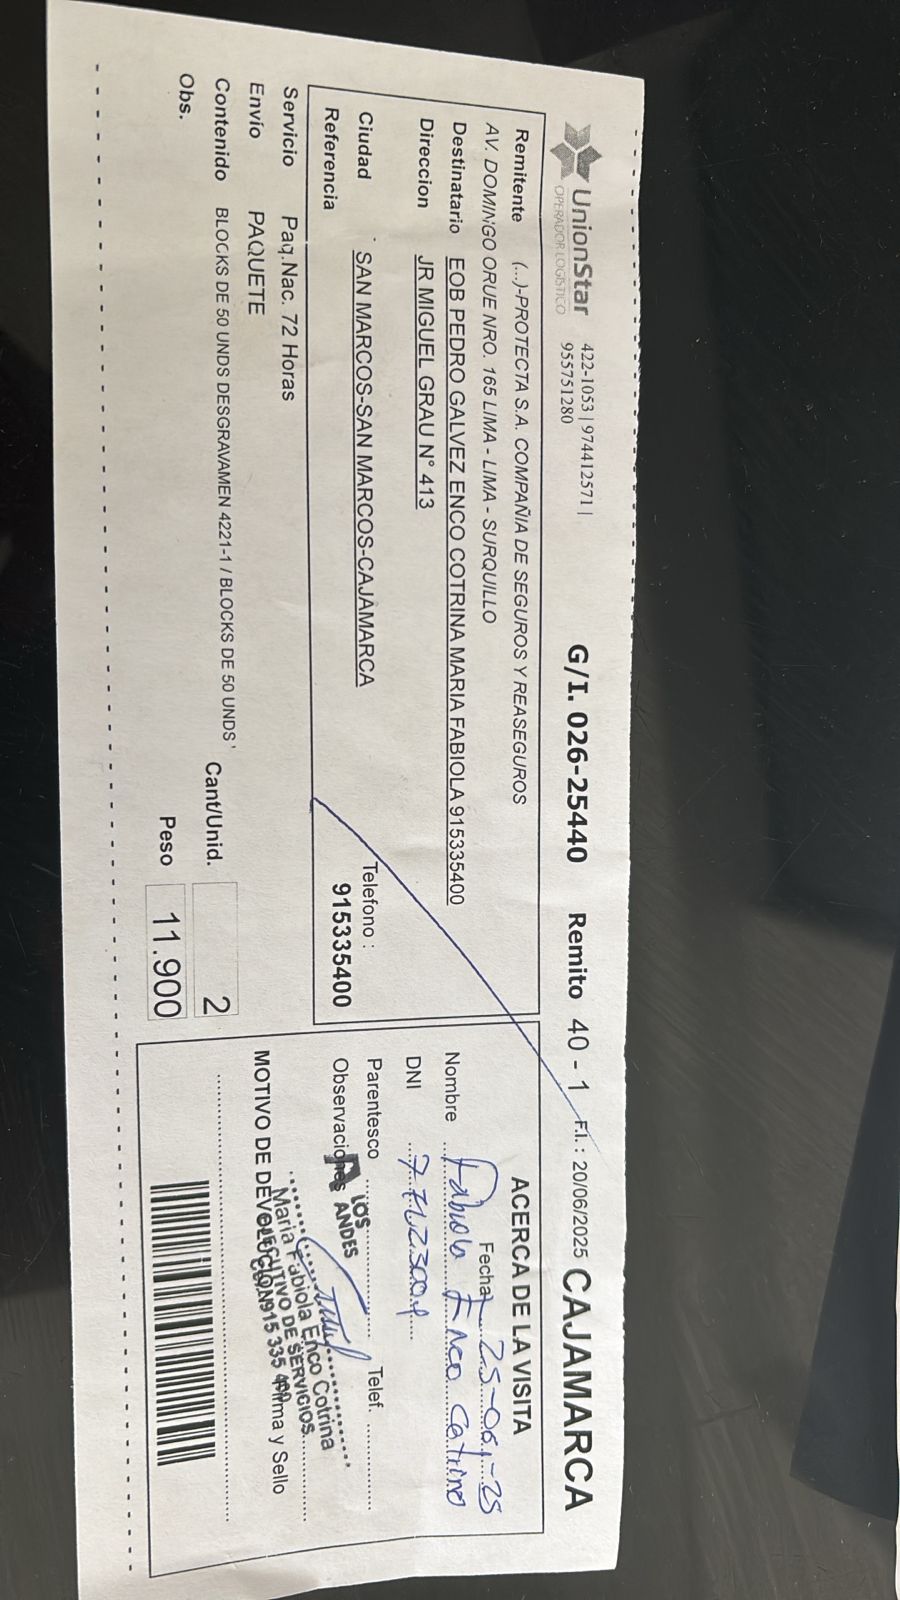 UnionStar
OPERADOR LOGÍSTICO
422-1053 | 974412571 |
955751280
G/I. 026-25440 Remito 40 - 1 F.I.: 20/06/2025 CAJAMARCA
Remitente (...)-PROTECTA S.A. COMPAÑIA DE SEGUROS Y REASEGUROS
AV. DOMINGO ORUE NRO. 165 LIMA - LIMA - SURQUILLO
Destinatario EOB PEDRO GALVEZ ENCO COTRINA MARIA FABIOLA 915335400
Direccion JR MIGUEL GRAU N° 413
Ciudad SAN MARCOS-SAN MARCOS-CAJAMARCA
Referencia
Telefono :
915335400
Servicio Paq.Nac. 72 Horas
Envío PAQUETE
Contenido BLOCKS DE 50 UNDS DESGRAVAMEN 4221-1 / BLOCKS DE 50 UNDS
Obs.
Cant/Unid. 2
Peso 11.900
ACERCA DE LA VISITA
Fecha 25-06-25
Nombre Fabiola Enco Cotrina
DNI
Parentesco Telef.
Observaciones
LOS
ANDES
Maria Fabiola Enco Cotrina
EJECUTIVO DE SERVICIOS
MOTIVO DE DEVOLUCION Firma y Sello